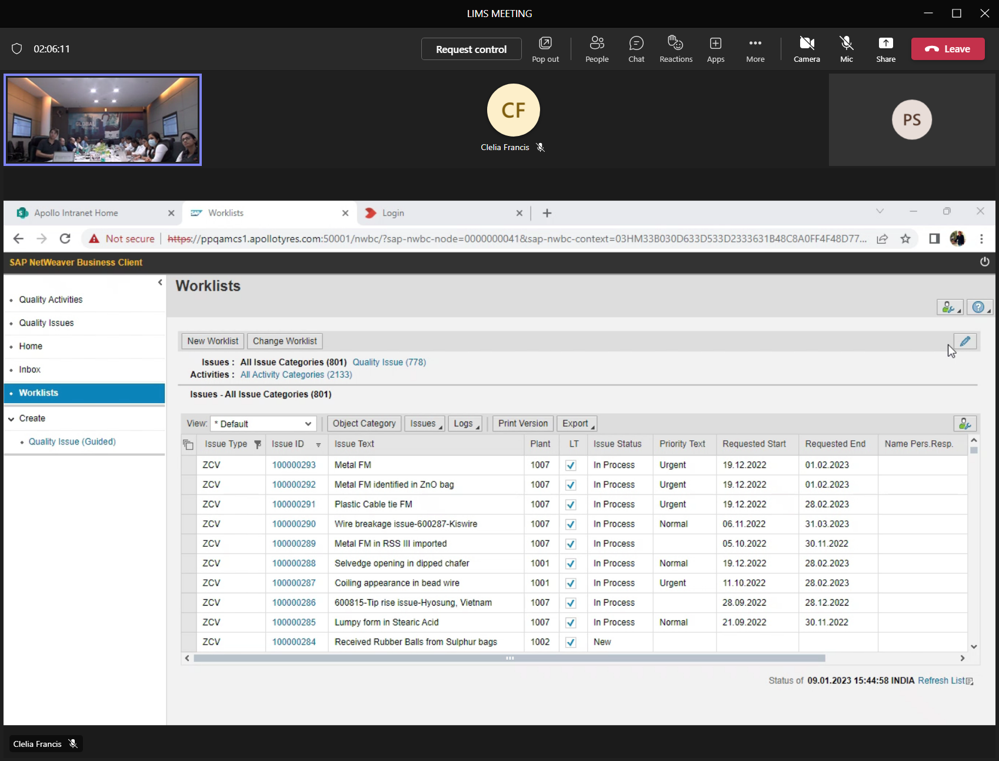 LIMS MEETING
02:06:11
Request control
Pop out
People
Chat
Reactions
Apps
More
Camera
Mic
Share
Leave
GLOBAL
CF
Clelia Francis
PS
Apollo Intranet Home
Worklists
Login
Not secure https://ppqamcs1.apollotyres.com:50001/nwbc/?sap-nwbc-node=0000000041&sap-nwbc-context=03HM33B030D633D533D2333631B48C8A0FF4F48D77...
SAP NetWeaver Business Client
Quality Activities
Quality Issues
Home
Inbox
Worklists
Create
Quality Issue (Guided)
Worklists
New Worklist Change Worklist
Issues : All Issue Categories (801) Quality Issue (778)
Activities : All Activity Categories (2133)
Issues - All Issue Categories (801)
View: * Default Object Category Issues Logs Print Version Export
Issue Type Issue ID Issue Text Plant LT Issue Status Priority Text Requested Start Requested End Name Pers.Resp.
ZCV 100000293 Metal FM 1007 In Process Urgent 19.12.2022 01.02.2023
ZCV 100000292 Metal FM identified in ZnO bag 1007 In Process Urgent 19.12.2022 01.02.2023
ZCV 100000291 Plastic Cable tie FM 1007 In Process Urgent 19.12.2022 28.02.2023
ZCV 100000290 Wire breakage issue-600287-Kiswire 1007 In Process Normal 06.11.2022 31.03.2023
ZCV 100000289 Metal FM in RSS III imported 1007 In Process 05.10.2022 30.11.2022
ZCV 100000288 Selvedge opening in dipped chafer 1001 In Process Normal 19.12.2022 28.02.2023
ZCV 100000287 Coiling appearance in bead wire 1001 In Process Urgent 11.10.2022 28.02.2023
ZCV 100000286 600815-Tip rise issue-Hyosung, Vietnam 1007 In Process 28.09.2022 28.12.2022
ZCV 100000285 Lumpy form in Stearic Acid 1007 In Process Normal 21.09.2022 30.11.2022
ZCV 100000284 Received Rubber Balls from Sulphur bags 1002 New
Status of 09.01.2023 15:44:58 INDIA Refresh List
Clelia Francis